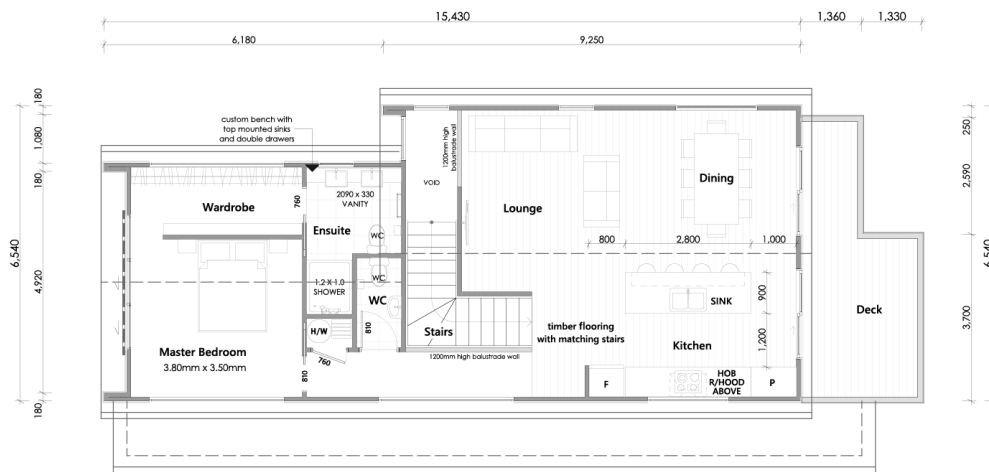 15,430
1,360
1,330
6,180
9,250
180
1,080
180
4,920
180
6,540
custom bench with
top mounted sinks
and double drawers
1200mm high
balustrade wall
VOID
2090 x 330
VANITY
760
Wardrobe
Ensuite
WC
Lounge
Dining
250
2,590
3,700
6,540
800
2,800
1,000
WC
1.2 X 1.0
SHOWER
WC
SINK
900
Deck
H/W
810
Stairs
timber flooring
with matching stairs
Kitchen
1,200
Master Bedroom
3.80mm x 3.50mm
760
810
1200mm high balustrade wall
F
HOB
R/HOOD
ABOVE
P